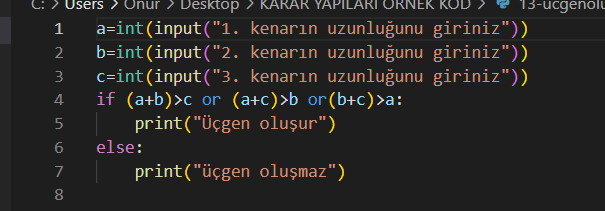 C: > Users > Onur > Desktop > KARAR YAPILARI ÖRNEK KOD > 13-ucgenolu
1 a=int(input("1. kenarın uzunluğunu giriniz"))
2 b=int(input("2. kenarın uzunluğunu giriniz"))
3 c=int(input("3. kenarın uzunluğunu giriniz"))
4 if (a+b)>c or (a+c)>b or(b+c)>a:
5 print("Üçgen oluşur")
6 else:
7 print("üçgen oluşmaz")
8